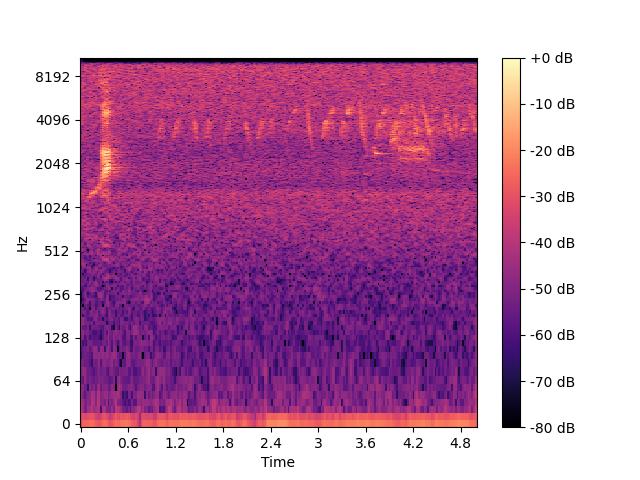 8192
4096
2048
1024
512
256
128
64
0
Hz
0 0.6 1.2 1.8 2.4 3 3.6 4.2 4.8
Time
+0 dB
-10 dB
-20 dB
-30 dB
-40 dB
-50 dB
-60 dB
-70 dB
-80 dB